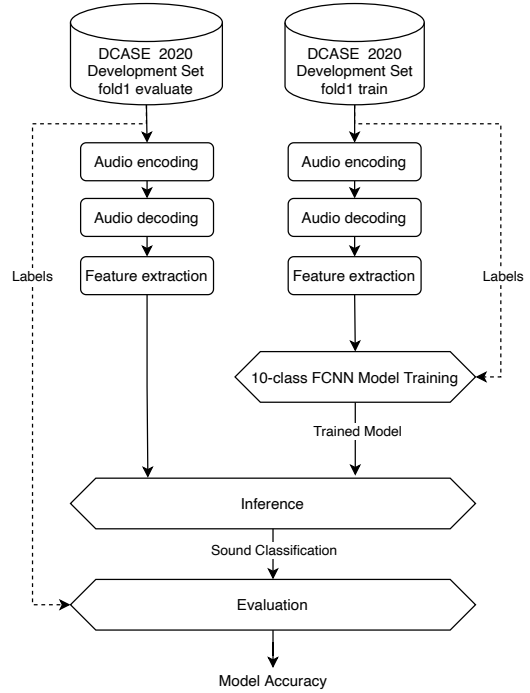 DCASE 2020
Development Set
fold1 evaluate
DCASE 2020
Development Set
fold1 train
Audio encoding
Audio encoding
Audio decoding
Audio decoding
Labels
Feature extraction
Feature extraction
Labels
10-class FCNN Model Training
Trained Model
Inference
Sound Classification
Evaluation
Model Accuracy